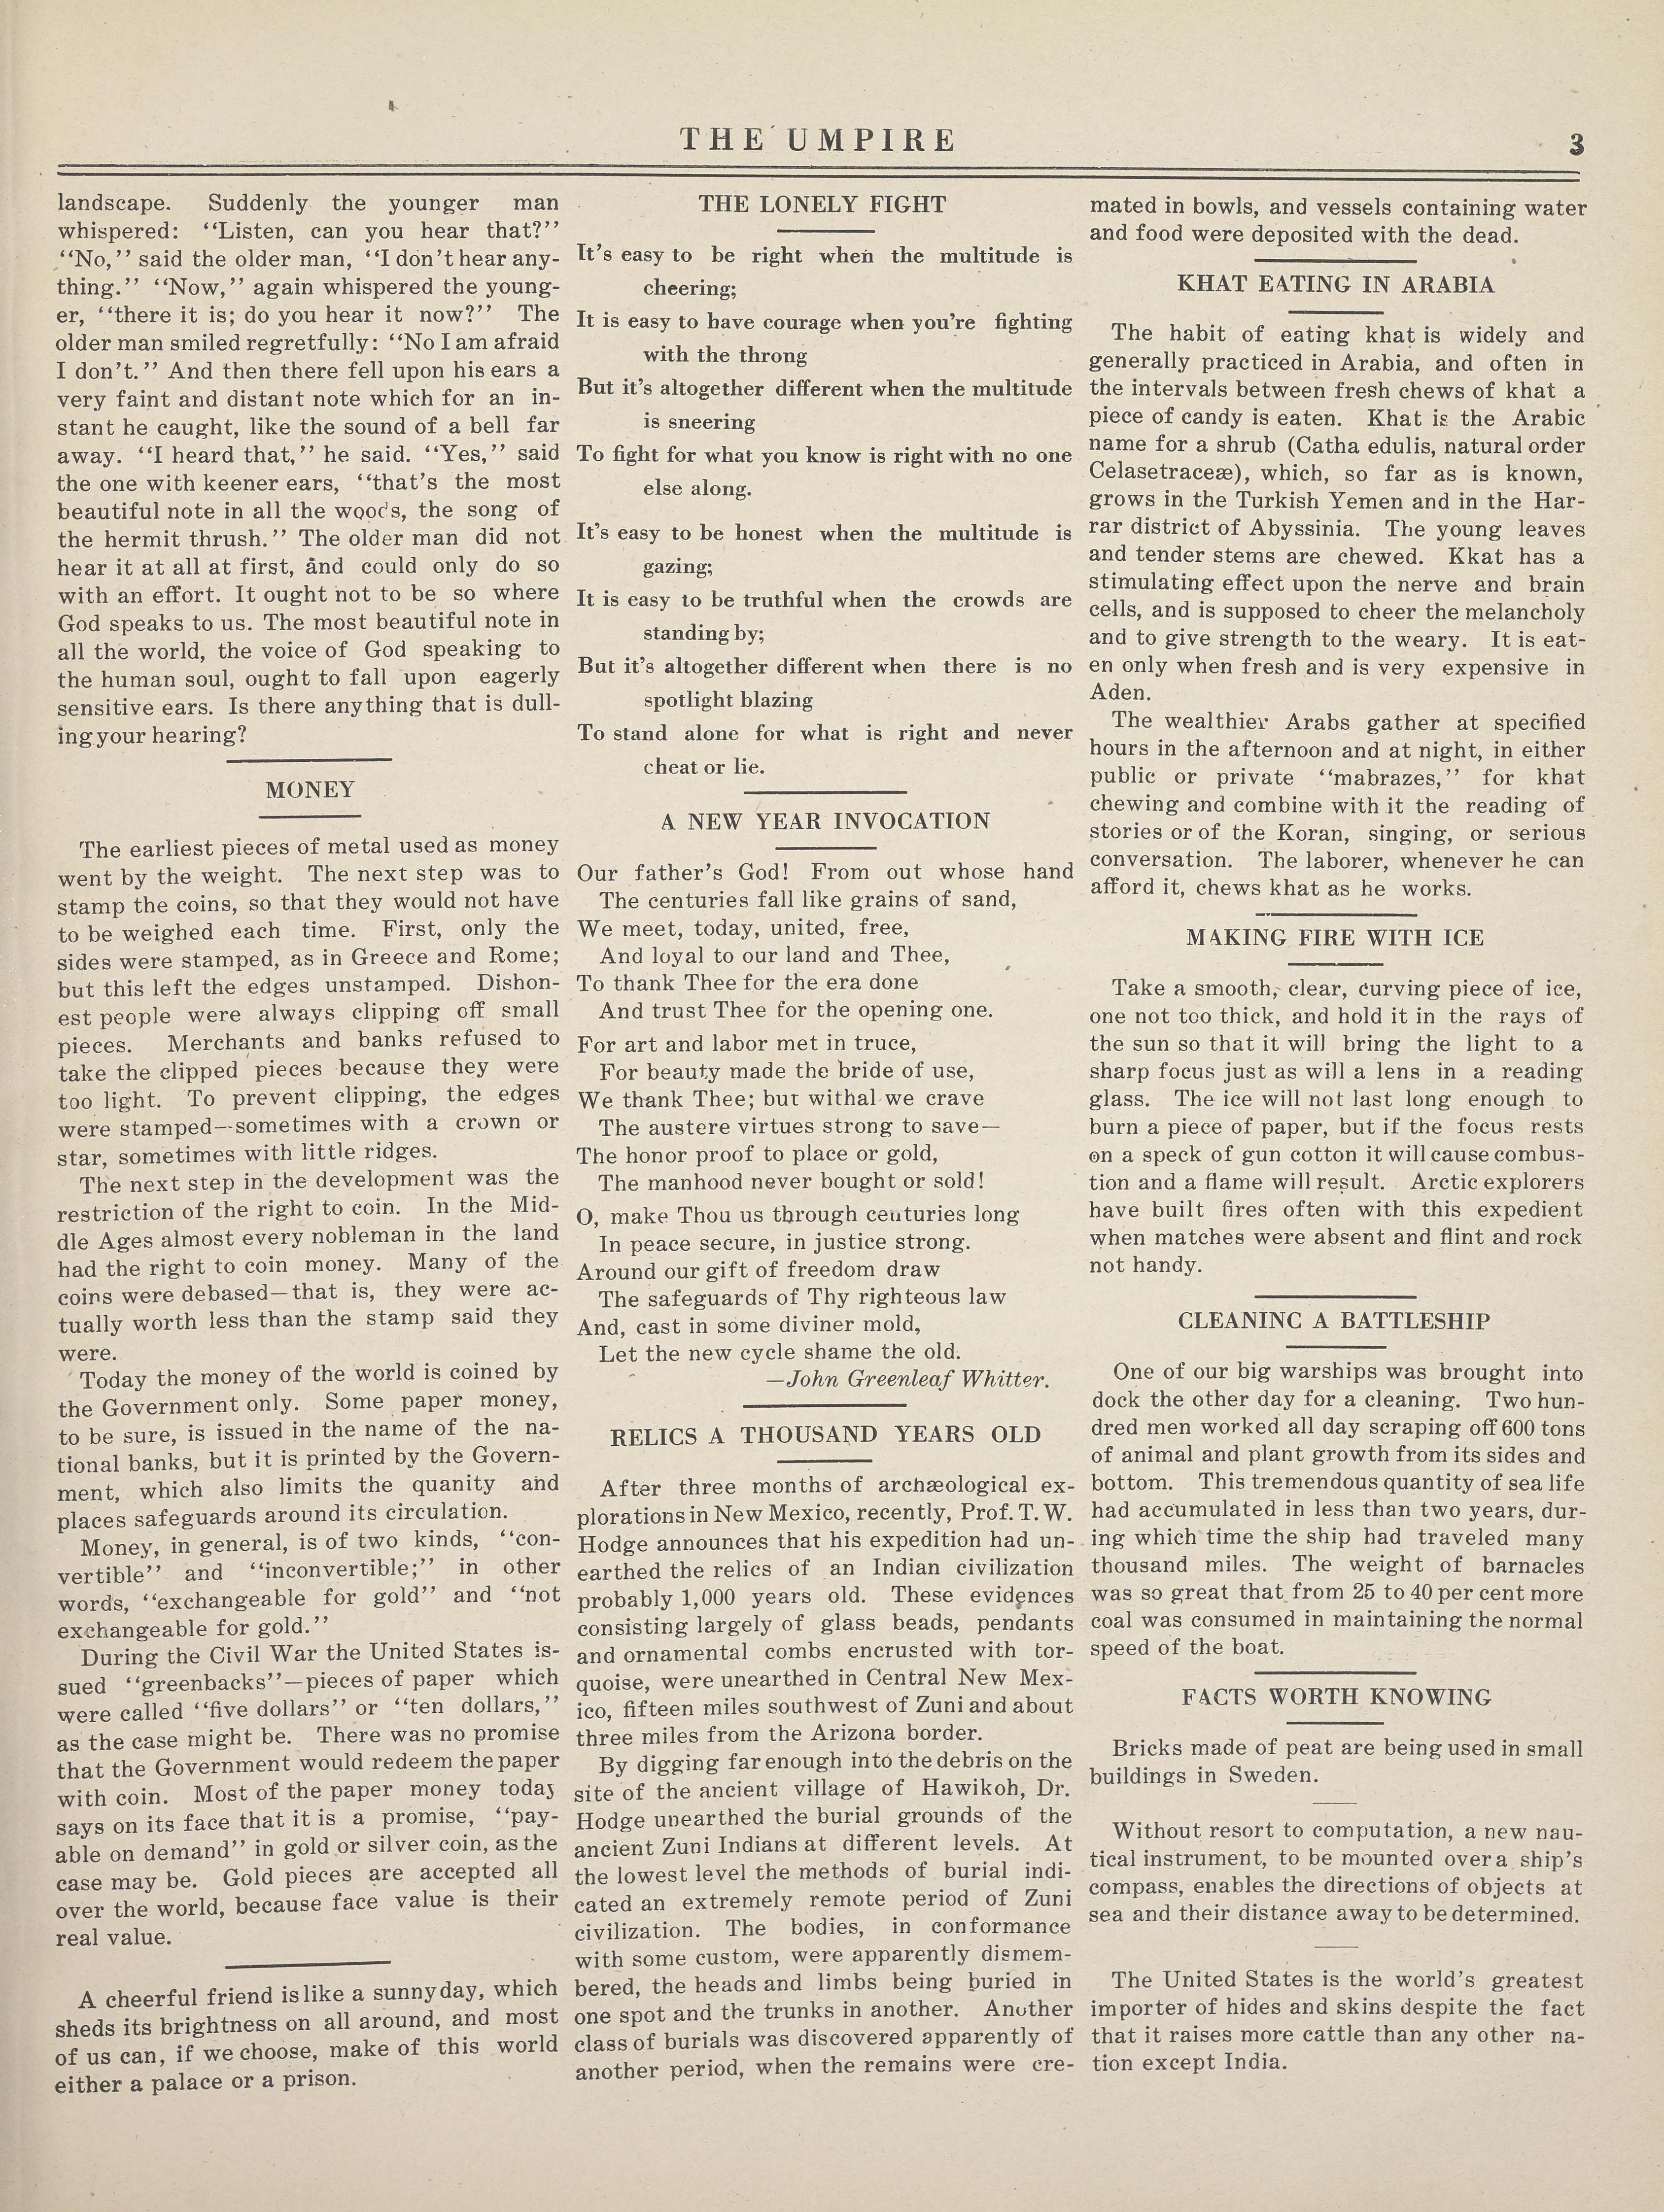 THE UMPIRE
3
landscape. Suddenly the younger man
whispered: "Listen, can you hear that?"
"No," said the older man, "I don't hear any-
thing." "Now," again whispered the young-
er, "there it is; do you hear it now?" The
older man smiled regretfully: "No I am afraid
I don't." And then there fell upon his ears a
very faint and distant note which for an in-
stant he caught, like the sound of a bell far
away. "I heard that," he said. "Yes," said
the one with keener ears, "that's the most
beautiful note in all the woods, the song of
the hermit thrush." The older man did not
hear it at all at first, and could only do so
with an effort. It ought not to be so where
God speaks to us. The most beautiful note in
all the world, the voice of God speaking to
the human soul, ought to fall upon eagerly
sensitive ears. Is there anything that is dull-
ing your hearing?
MONEY
The earliest pieces of metal used as money
went by the weight. The next step was to
stamp the coins, so that they would not have
to be weighed each time. First, only the
sides were stamped, as in Greece and Rome;
but this left the edges unstamped. Dishon-
est people were always clipping off small
pieces. Merchants and banks refused to
take the clipped pieces because they were
too light. To prevent clipping, the edges
were stamped--sometimes with a crown or
star, sometimes with little ridges.
The next step in the development was the
restriction of the right to coin. In the Mid-
dle Ages almost every nobleman in the land
had the right to coin money. Many of the
coins were debased—that is, they were ac-
tually worth less than the stamp said they
were.
Today the money of the world is coined by
the Government only. Some paper money,
to be sure, is issued in the name of the na-
tional banks, but it is printed by the Govern-
ment, which also limits the quanity and
places safeguards around its circulation.
Money, in general, is of two kinds, "con-
vertible" and "inconvertible;" in other
words, "exchangeable for gold" and "not
exchangeable for gold."
During the Civil War the United States is-
sued "greenbacks"—pieces of paper which
were called "five dollars" or "ten dollars,"
as the case might be. There was no promise
that the Government would redeem the paper
with coin. Most of the paper money today
says on its face that it is a promise, "pay-
able on demand" in gold or silver coin, as the
case may be. Gold pieces are accepted all
over the world, because face value is their
real value.
A cheerful friend is like a sunny day, which
sheds its brightness on all around, and most
of us can, if we choose, make of this world
either a palace or a prison.
THE LONELY FIGHT
It's easy to be right when the multitude is
cheering;
It is easy to have courage when you're fighting
with the throng
But it's altogether different when the multitude
is sneering
To fight for what you know is right with no one
else along.
It's easy to be honest when the multitude is
gazing;
It is easy to be truthful when the crowds are
standing by;
But it's altogether different when there is no
spotlight blazing
To stand alone for what is right and never
cheat or lie.
A NEW YEAR INVOCATION
Our father's God! From out whose hand
The centuries fall like grains of sand,
We meet, today, united, free,
And loyal to our land and Thee,
To thank Thee for the era done
And trust Thee for the opening one.
For art and labor met in truce,
For beauty made the bride of use,
We thank Thee; but withal we crave
The austere virtues strong to save—
The honor proof to place or gold,
The manhood never bought or sold!
O, make Thou us through centuries long
In peace secure, in justice strong.
Around our gift of freedom draw
The safeguards of Thy righteous law
And, cast in some diviner mold,
Let the new cycle shame the old.
—John Greenleaf Whitter.
RELICS A THOUSAND YEARS OLD
After three months of archæological ex-
plorations in New Mexico, recently, Prof. T. W.
Hodge announces that his expedition had un-
earthed the relics of an Indian civilization
probably 1,000 years old. These evidences
consisting largely of glass beads, pendants
and ornamental combs encrusted with tor-
quoise, were unearthed in Central New Mex-
ico, fifteen miles southwest of Zuni and about
three miles from the Arizona border.
By digging far enough into the debris on the
site of the ancient village of Hawikoh, Dr.
Hodge unearthed the burial grounds of the
ancient Zuni Indians at different levels. At
the lowest level the methods of burial indi-
cated an extremely remote period of Zuni
civilization. The bodies, in conformance
with some custom, were apparently dismem-
bered, the heads and limbs being buried in
one spot and the trunks in another. Another
class of burials was discovered apparently of
another period, when the remains were cre-
mated in bowls, and vessels containing water
and food were deposited with the dead.
KHAT EATING IN ARABIA
The habit of eating khat is widely and
generally practiced in Arabia, and often in
the intervals between fresh chews of khat a
piece of candy is eaten. Khat is the Arabic
name for a shrub (Catha edulis, natural order
Celasetraceæ), which, so far as is known,
grows in the Turkish Yemen and in the Har-
rar district of Abyssinia. The young leaves
and tender stems are chewed. Kkat has a
stimulating effect upon the nerve and brain
cells, and is supposed to cheer the melancholy
and to give strength to the weary. It is eat-
en only when fresh and is very expensive in
Aden.
The wealthier Arabs gather at specified
hours in the afternoon and at night, in either
public or private "mabrazes," for khat
chewing and combine with it the reading of
stories or of the Koran, singing, or serious
conversation. The laborer, whenever he can
afford it, chews khat as he works.
MAKING FIRE WITH ICE
Take a smooth, clear, curving piece of ice,
one not too thick, and hold it in the rays of
the sun so that it will bring the light to a
sharp focus just as will a lens in a reading
glass. The ice will not last long enough to
burn a piece of paper, but if the focus rests
on a speck of gun cotton it will cause combus-
tion and a flame will result. Arctic explorers
have built fires often with this expedient
when matches were absent and flint and rock
not handy.
CLEANINC A BATTLESHIP
One of our big warships was brought into
dock the other day for a cleaning. Two hun-
dred men worked all day scraping off 600 tons
of animal and plant growth from its sides and
bottom. This tremendous quantity of sea life
had accumulated in less than two years, dur-
ing which time the ship had traveled many
thousand miles. The weight of barnacles
was so great that from 25 to 40 per cent more
coal was consumed in maintaining the normal
speed of the boat.
FACTS WORTH KNOWING
Bricks made of peat are being used in small
buildings in Sweden.
Without resort to computation, a new nau-
tical instrument, to be mounted over a ship's
compass, enables the directions of objects at
sea and their distance away to be determined.
The United States is the world's greatest
importer of hides and skins despite the fact
that it raises more cattle than any other na-
tion except India.